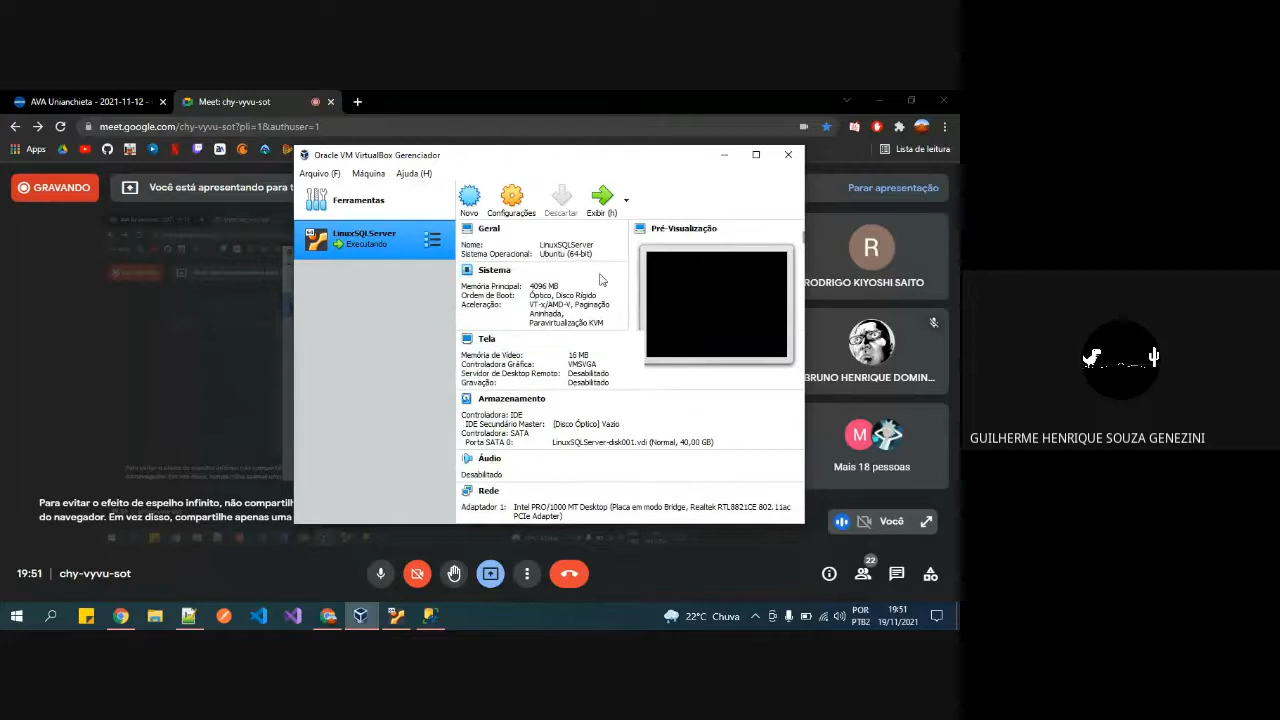 AVA Unianchieta - 2021-11-12 -
Meet: chy-vyvu-sot
meet.google.com/chy-vyvu-sot?pli=1&authuser=1
Apps
Lista de leitura
GRAVANDO
Você está apresentando para t
Parar apresentação
Oracle VM VirtualBox Gerenciador
Arquivo (F) Máquina Ajuda (H)
Ferramentas
Novo Configurações Descartar Exibir (h)
LinuxSQLServer
Executando
Geral
Nome: LinuxSQLServer
Sistema Operacional: Ubuntu (64-bit)
Pré-Visualização
Sistema
Memória Principal: 4096 MB
Ordem de Boot: Óptico, Disco Rígido
Aceleração: VT-x/AMD-V, Paginação
Aninhada,
Paravirtualização KVM
Tela
Memória de Vídeo: 16 MB
Controladora Gráfica: VMSVGA
Servidor de Desktop Remoto: Desabilitado
Gravação: Desabilitado
Armazenamento
Controladora: IDE
IDE Secundário Master: [Disco Óptico] Vazio
Controladora: SATA
Porta SATA 0: LinuxSQLServer-disk001.vdi (Normal, 40,00 GB)
Áudio
Desabilitado
Rede
Adaptador 1: Intel PRO/1000 MT Desktop (Placa em modo Bridge, Realtek RTL8821CE 802.11ac
PCIe Adapter)
Para evitar o efeito de espelho infinito, não compartilh
do navegador. Em vez disso, compartilhe apenas uma
R
RODRIGO KIYOSHI SAITO
BRUNO HENRIQUE DOMIN...
M
Mais 18 pessoas
Você
GUILHERME HENRIQUE SOUZA GENEZINI
19:51 | chy-vyvu-sot
22
22°C Chuva
POR
PTB2
19:51
19/11/2021